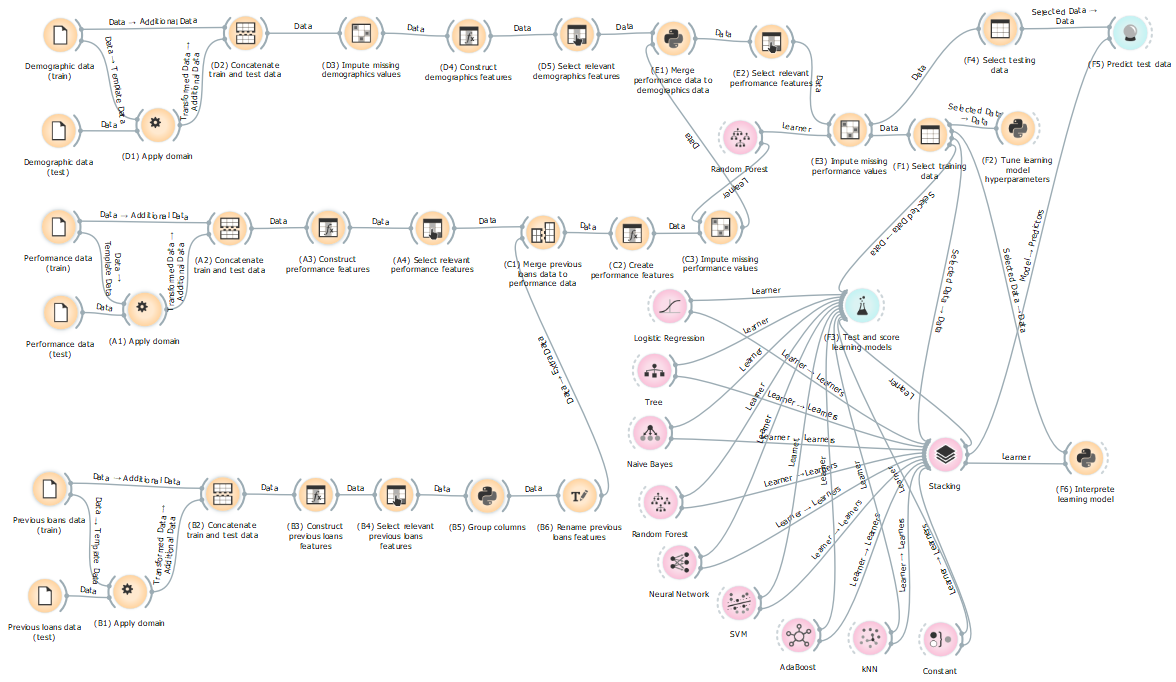 Data → Additional Data
Data
Data
Data
Data
Data
Data
Selected Data →
Data
Demographic data
(train)
Data → Template Data
Transformed Data →
Additional Data
(D2) Concatenate
train and test data
(D3) Impute missing
demographics values
(D4) Construct
demographics features
(D5) Select relevant
demographics features
(E1) Merge
performance data to
demographics data
(E2) Select relevant
performance features
Data
Data
(F4) Select testing
data
(F5) Predict test data
Data
Demographic data
(test)
(D1) Apply domain
Data
Random Forest
Learner
Learner
(E3) Impute missing
performance values
Data
(F1) Select training
data
Selected Data
→ Data
(F2) Tune learning
model
hyperparameters
Data → Additional Data
Data
Data
Data
Data
Data
Performance data
(train)
Data →
Template Data
Transformed Data →
Additional Data
(A2) Concatenate
train and test data
(A3) Construct
performance features
(A4) Select relevant
performance features
(C1) Merge previous
loans data to
performance data
(C2) Create
performance features
(C3) Impute missing
performance values
Selected Data → Data
Selected Data → Data
Selected Data → Data
Model → Predictors
Data
Performance data
(test)
(A1) Apply domain
Data → Extra Data
Logistic Regression
Learner
(F3) Test and score
learning models
Tree
Learner
Learner → Learners
Naive Bayes
Learner
Learner → Learners
Learner
Random Forest
Learner
Learner → Learners
Neural Network
Learner
Learner → Learners
SVM
Learner
Learner → Learners
AdaBoost
Learner
Learner → Learners
kNN
Learner
Learner → Learners
Constant
Learner
Learner → Learners
Learner → Learners
Stacking
Learner
(F6) Interprete
learning model
Data → Additional Data
Data
Data
Data
Data
Previous loans data
(train)
Data → Template Data
Transformed Data →
Additional Data
(B2) Concatenate
train and test data
(B3) Construct
previous loans
features
(B4) Select relevant
previous loans
features
(B5) Group columns
(B6) Rename previous
loans features
Data
Previous loans data
(test)
(B1) Apply domain